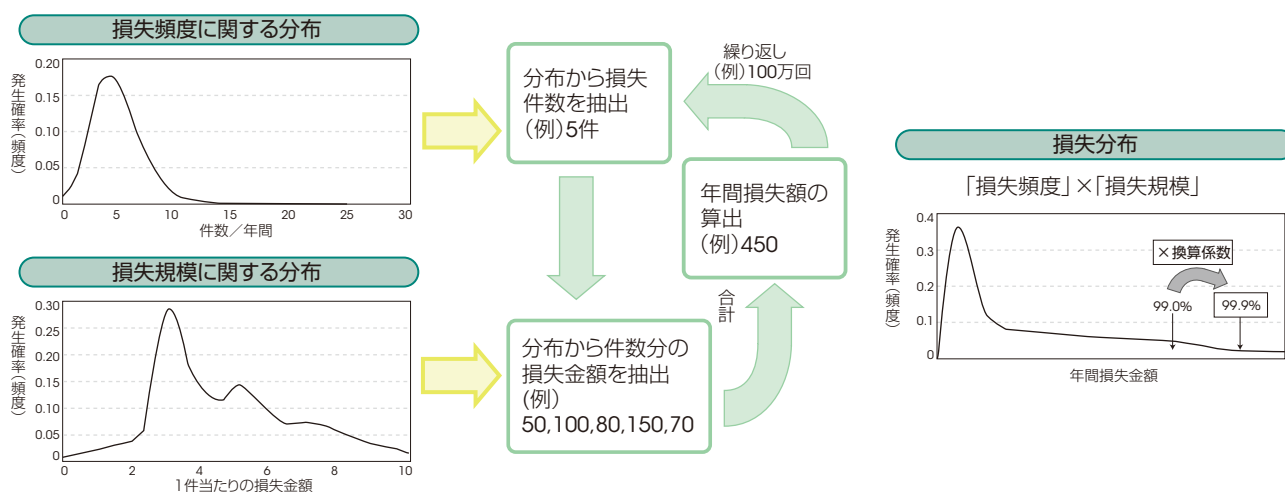 損失頻度に関する分布
発生確率(頻度)
0.20
0.15
0.10
0.05
0
0 5 10 15 20 25 30
件数／年間
損失規模に関する分布
発生確率(頻度)
0.30
0.25
0.20
0.15
0.10
0.05
0
0 2 4 6 8 10
1件当たりの損失金額
分布から損失
件数を抽出
(例)5件
繰り返し
(例)100万回
年間損失額の
算出
(例)450
合計
分布から件数分の
損失金額を抽出
(例)
50,100,80,150,70
損失分布
「損失頻度」×「損失規模」
発生確率(頻度)
0.4
0.3
0.2
0.1
0
×換算係数
99.0%
99.9%
年間損失金額